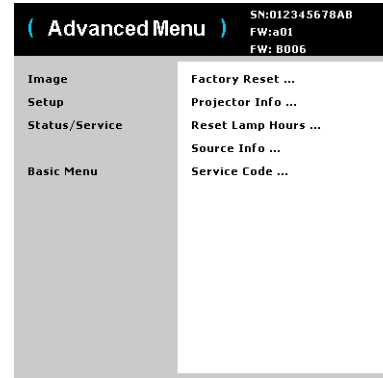 ( Advanced Menu )
SN:012345678AB
FW:a01
FW: B006
Image
Setup
Status/Service
Basic Menu
Factory Reset ...
Projector Info ...
Reset Lamp Hours ...
Source Info ...
Service Code ...